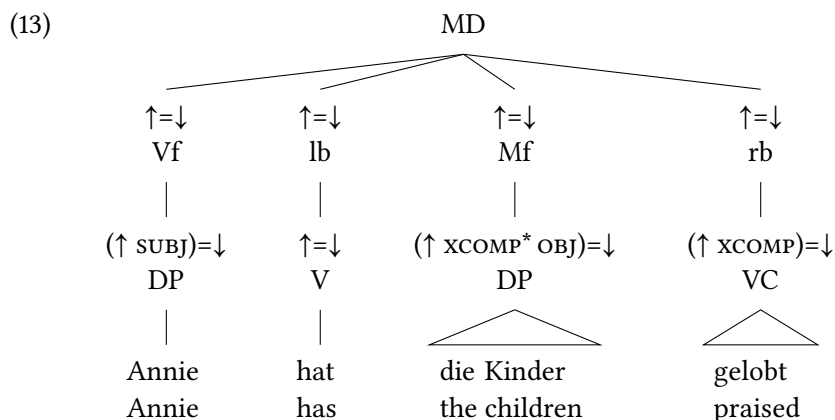 (13) MD
↑=↓ ↑=↓ ↑=↓ ↑=↓
Vf lb Mf rb
(↑ SUBJ)=↓ ↑=↓ (↑ XCOMP* OBJ)=↓ (↑ XCOMP)=↓
DP V DP VC
Annie hat die Kinder gelobt
Annie has the children praised